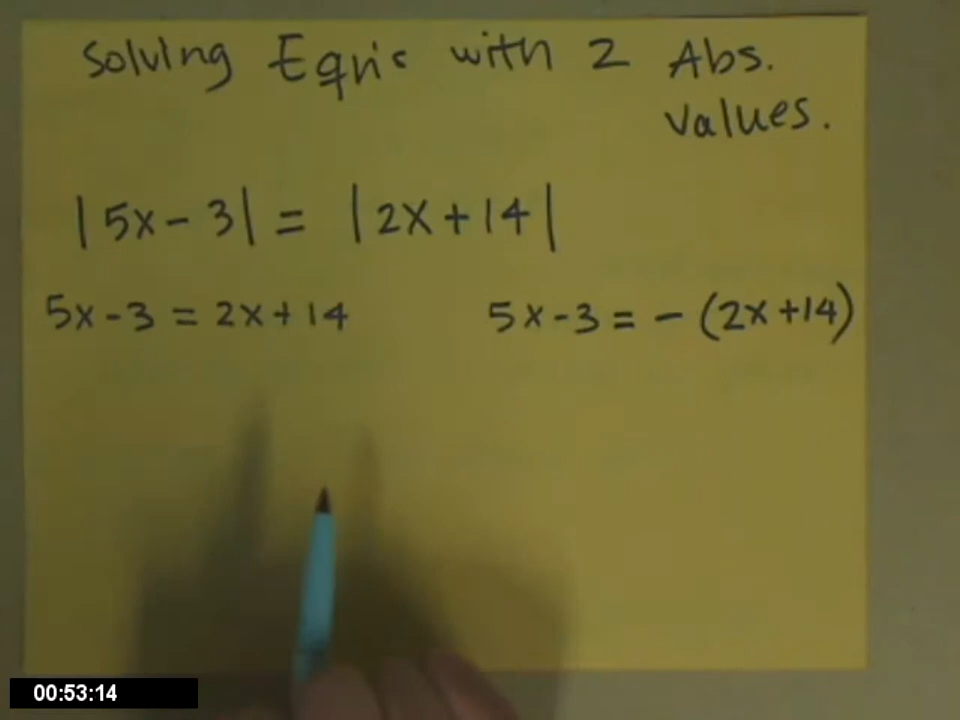 Solving Eqn's with 2 Abs.
Values.
|5x - 3| = |2x + 14|
5x - 3 = 2x + 14
5x - 3 = - (2x + 14)
00:53:14